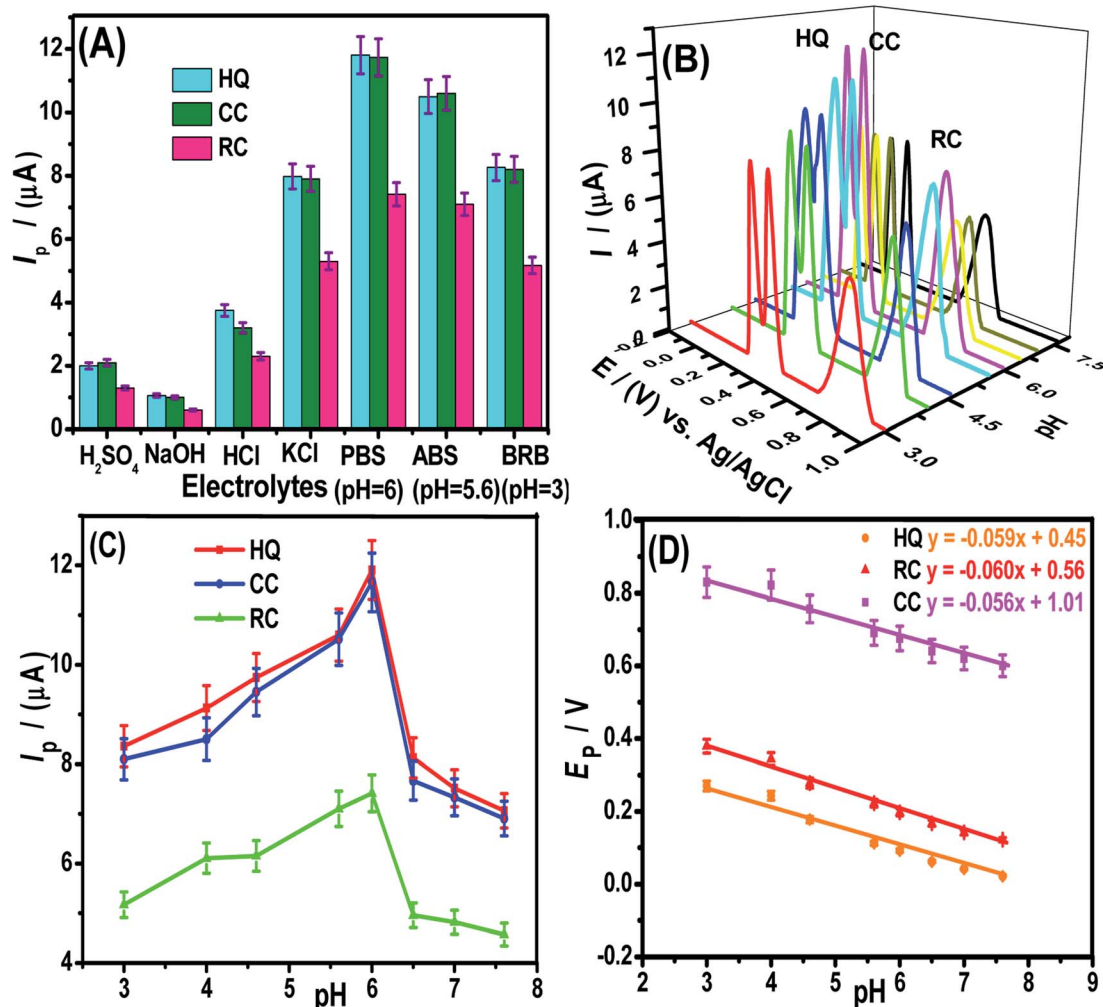 (A)
HQ
CC
RC
I_p / (μA)
12
10
8
6
4
2
0
H₂SO₄ NaOH HCl KCl PBS ABS BRB
Electrolytes (pH=6) (pH=5.6) (pH=3)
(B)
HQ CC
RC
I / (μA)
12
10
8
6
4
2
0
0.0
0.2
0.4
0.6
0.8
1.0
E / (V) vs. Ag/AgCl
3.0
4.5
6.0
7.5
pH
(C)
HQ
CC
RC
I_p / (μA)
12
10
8
6
4
3 4 5 6 7 8
pH
(D)
HQ y = -0.059x + 0.45
RC y = -0.060x + 0.56
CC y = -0.056x + 1.01
E_P / V
1.0
0.8
0.6
0.4
0.2
0.0
-0.2
2 3 4 5 6 7 8
pH